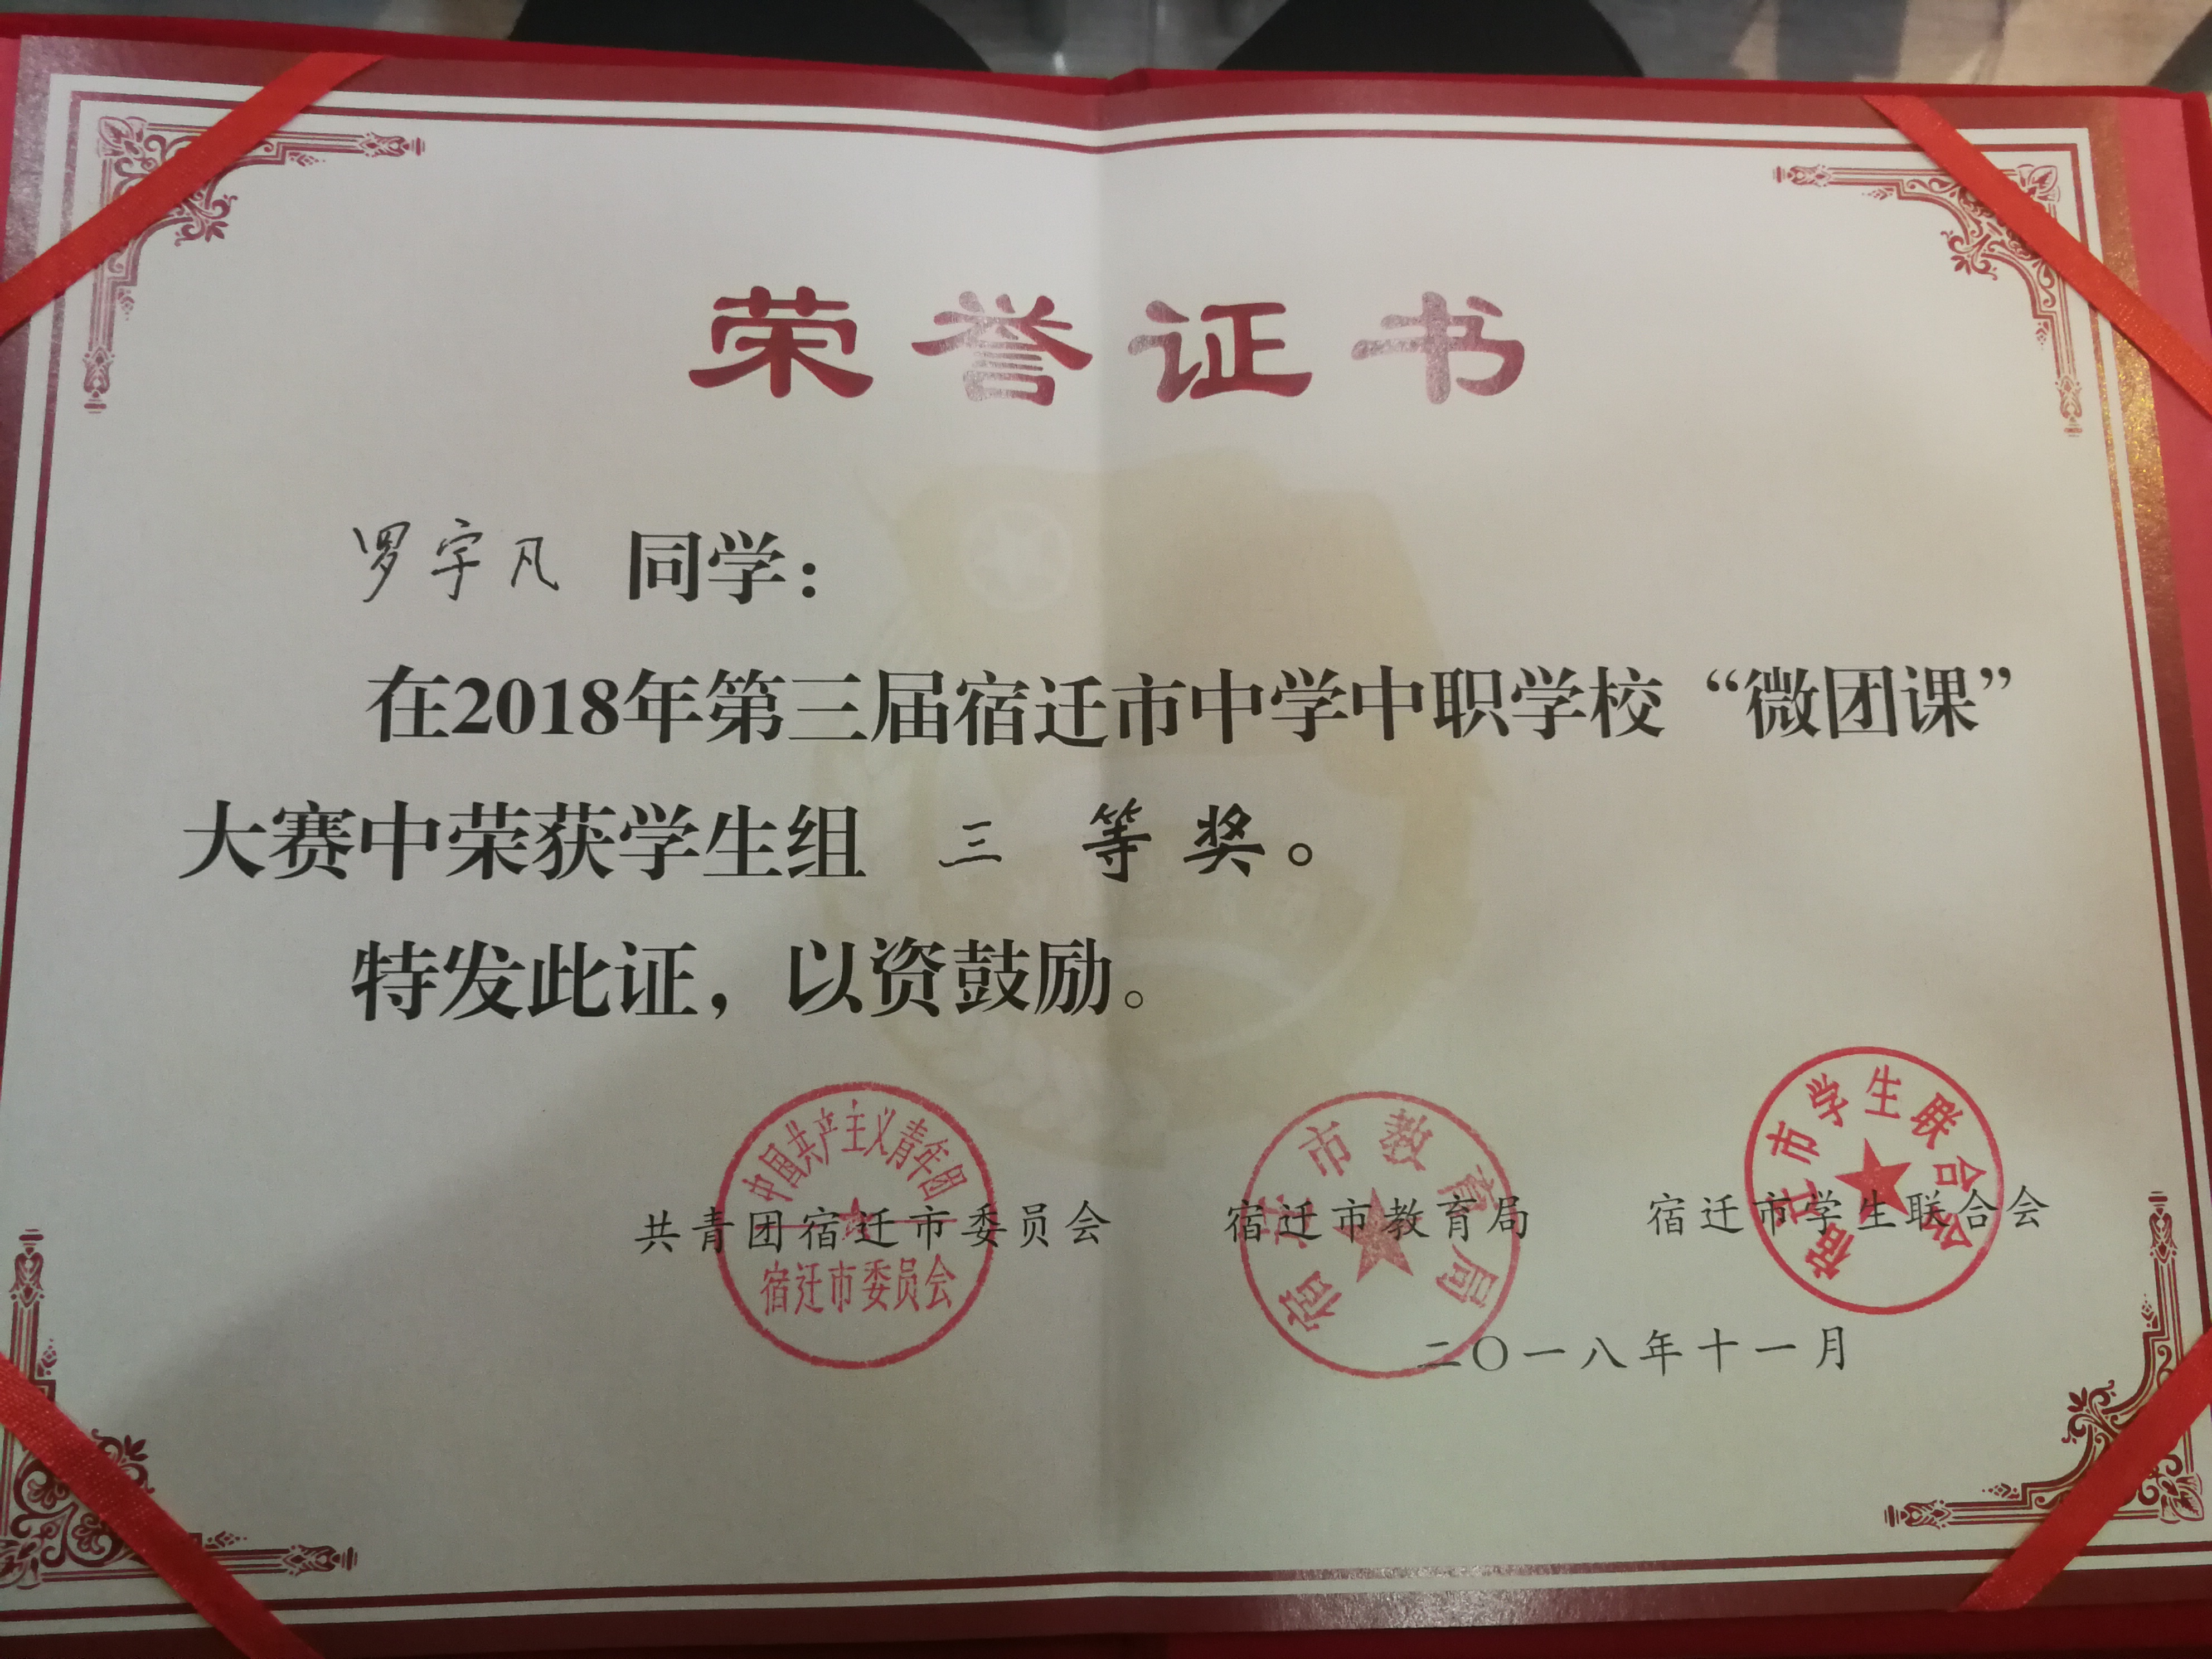 荣誉证书
罗宇凡 同学：
在2018年第三届宿迁市中学中职学校“微团课”
大赛中荣获学生组 三 等奖。
特发此证，以资鼓励。
中国共产主义青年团
宿迁市委员会
宿迁市教育局
宿迁市学生联合会
共青团宿迁市委员会 宿迁市教育局 宿迁市学生联合会
二〇一八年十一月